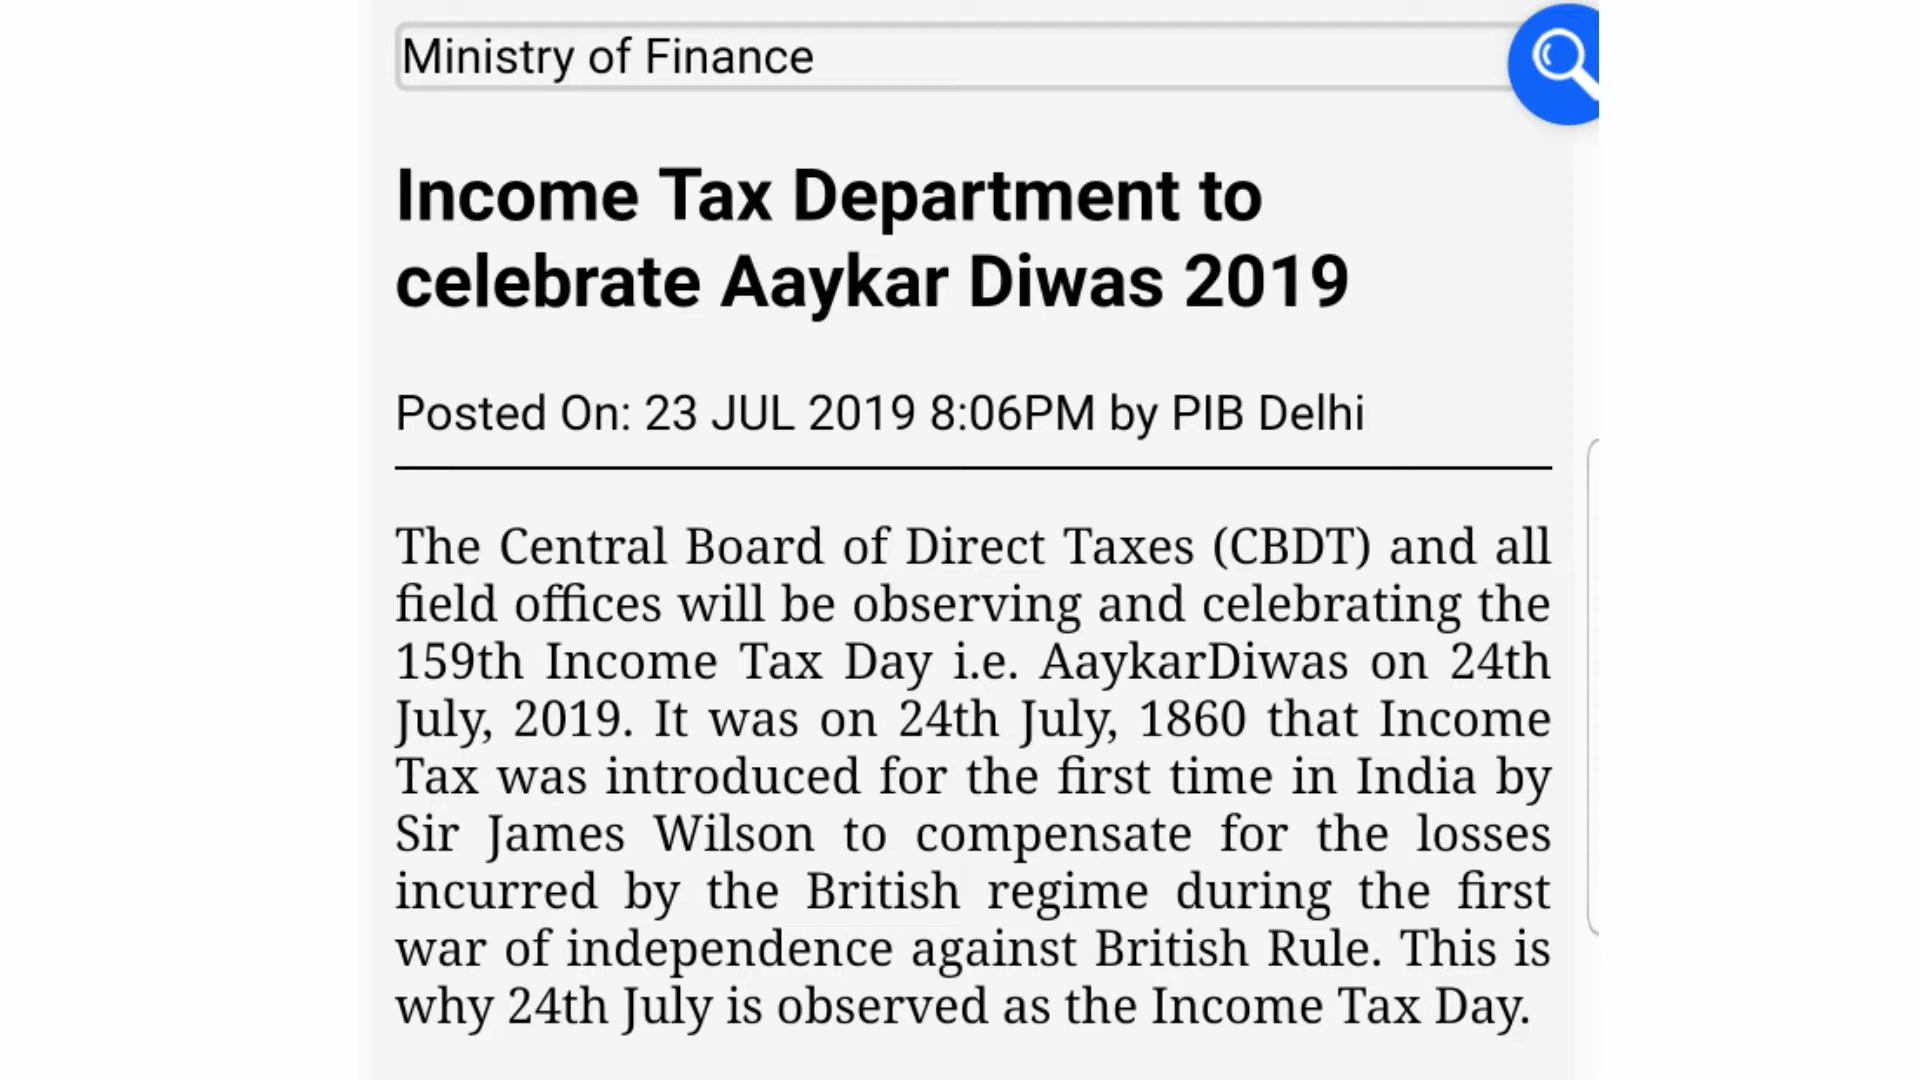 Ministry of Finance
Income Tax Department to
celebrate Aaykar Diwas 2019
Posted On: 23 JUL 2019 8:06PM by PIB Delhi
The Central Board of Direct Taxes (CBDT) and all
field offices will be observing and celebrating the
159th Income Tax Day i.e. AaykarDiwas on 24th
July, 2019. It was on 24th July, 1860 that Income
Tax was introduced for the first time in India by
Sir James Wilson to compensate for the losses
incurred by the British regime during the first
war of independence against British Rule. This is
why 24th July is observed as the Income Tax Day.